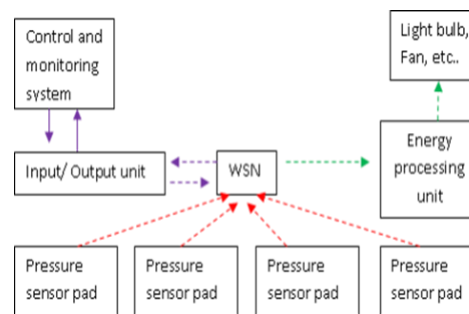 Control and
monitoring
system
Light bulb,
Fan, etc..
Input/ Output unit
WSN
Energy
processing
unit
Pressure
sensor pad
Pressure
sensor pad
Pressure
sensor pad
Pressure
sensor pad